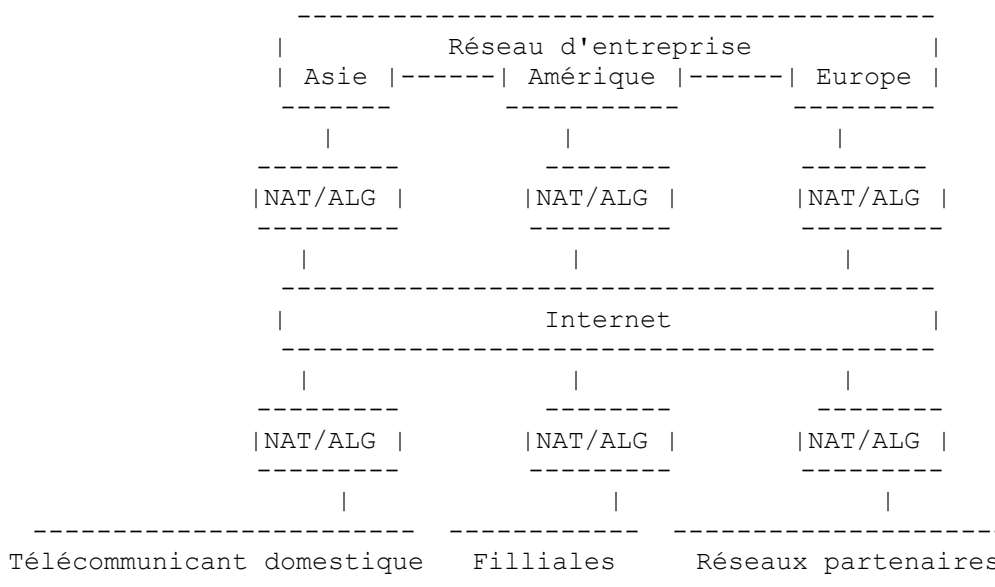 Réseau d'entreprise
| Asie |------| Amérique |------| Europe |
|NAT/ALG | |NAT/ALG | |NAT/ALG |
Internet
|NAT/ALG | |NAT/ALG | |NAT/ALG |
Télécommunicant domestique Filliales Réseaux partenaires